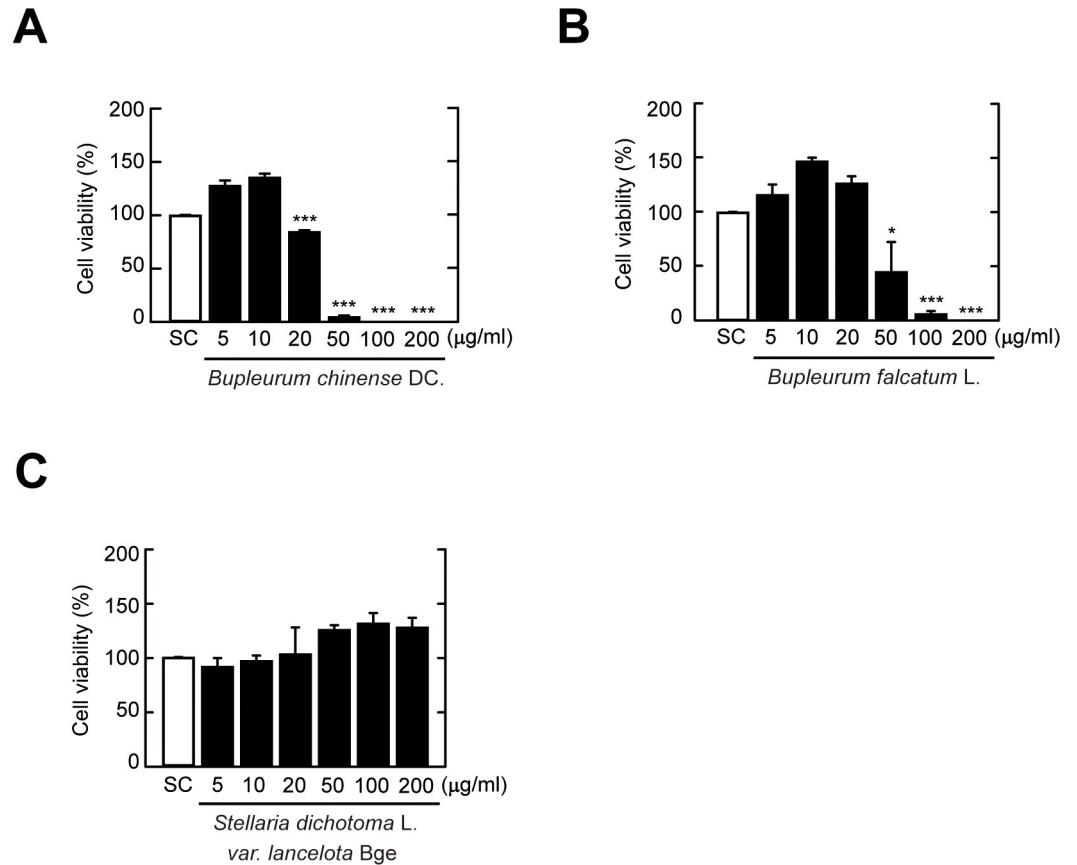 A
Cell viability (%)
200
150
100
50
0
***
***
***
***
SC 5 10 20 50 100 200 (μg/ml)
Bupleurum chinense DC.
B
Cell viability (%)
200
150
100
50
0
*
***
***
SC 5 10 20 50 100 200 (μg/ml)
Bupleurum falcatum L.
C
Cell viability (%)
200
150
100
50
0
SC 5 10 20 50 100 200 (μg/ml)
Stellaria dichotoma L.
var. lancelota Bge